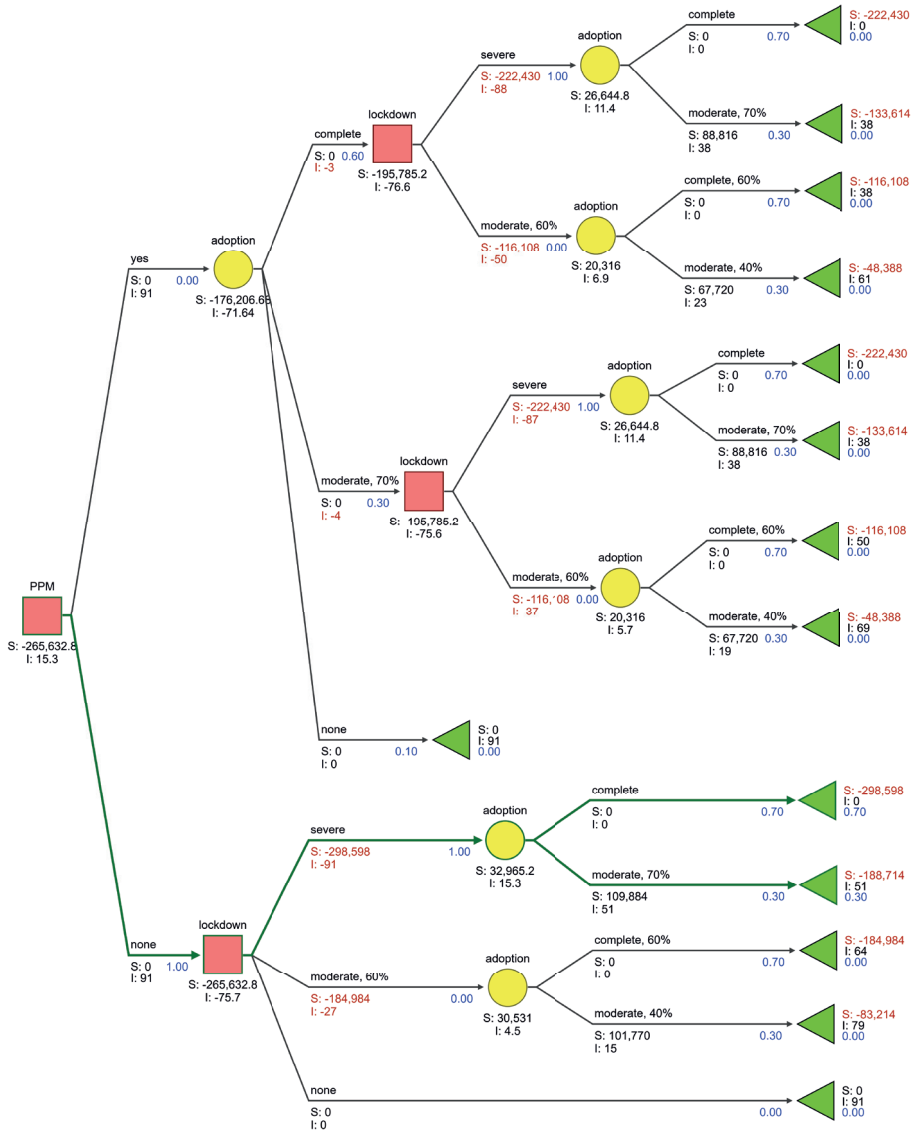 complete
S: 0 0.70
I: 0
S: -222,430
I: 0
0.00
adoption
severe
S: -222,430 1.00
I: -88
S: 26,644.8
I: 11.4
moderate, 70%
S: 88,816 0.30
I: 38
S: -133,614
I: 38
0.00
lockdown
complete
S: 0 0.60
I: -3
S: -195,785.2
I: -76.6
complete, 60%
S: 0 0.70
I: 0
S: -116,108
I: 38
0.00
adoption
moderate, 60%
S: -116,108 0.00
I: -50
S: 20,316
I: 6.9
moderate, 40%
S: 67,720 0.30
I: 23
S: -48,388
I: 61
0.00
yes
S: 0 0.00
I: 91
adoption
S: -176,206.68
I: -71.64
complete
S: 0 0.70
I: 0
S: -222,430
I: 0
0.00
adoption
severe
S: -222,430 1.00
I: -87
S: 26,644.8
I: 11.4
moderate, 70%
S: 88,816 0.30
I: 38
S: -133,614
I: 38
0.00
lockdown
moderate, 70%
S: 0 0.30
I: -4
S: -195,785.2
I: -75.6
complete, 60%
S: 0 0.70
I: 0
S: -116,108
I: 50
0.00
adoption
moderate, 60%
S: -116,108 0.00
I: -37
S: 20,316
I: 5.7
moderate, 40%
S: 67,720 0.30
I: 19
S: -48,388
I: 69
0.00
PPM
S: -265,632.8
I: 15.3
none
S: 0 0.10
I: 0
S: 0
I: 91
0.00
complete
S: 0 0.70
I: 0
S: -298,598
I: 0
0.70
adoption
severe
S: -298,598 1.00
I: -91
S: 32,965.2
I: 15.3
moderate, 70%
S: 109,884 0.30
I: 51
S: -188,714
I: 51
0.30
lockdown
none
S: 0 1.00
I: 91
S: -265,632.8
I: -75.7
complete, 60%
S: 0 0.70
I: 0
S: -184,984
I: 64
0.00
adoption
moderate, 60%
S: -184,984 0.00
I: -27
S: 30,531
I: 4.5
moderate, 40%
S: 101,770 0.30
I: 15
S: -83,214
I: 79
0.00
none
S: 0 0.00
I: 0
S: 0
I: 91
0.00